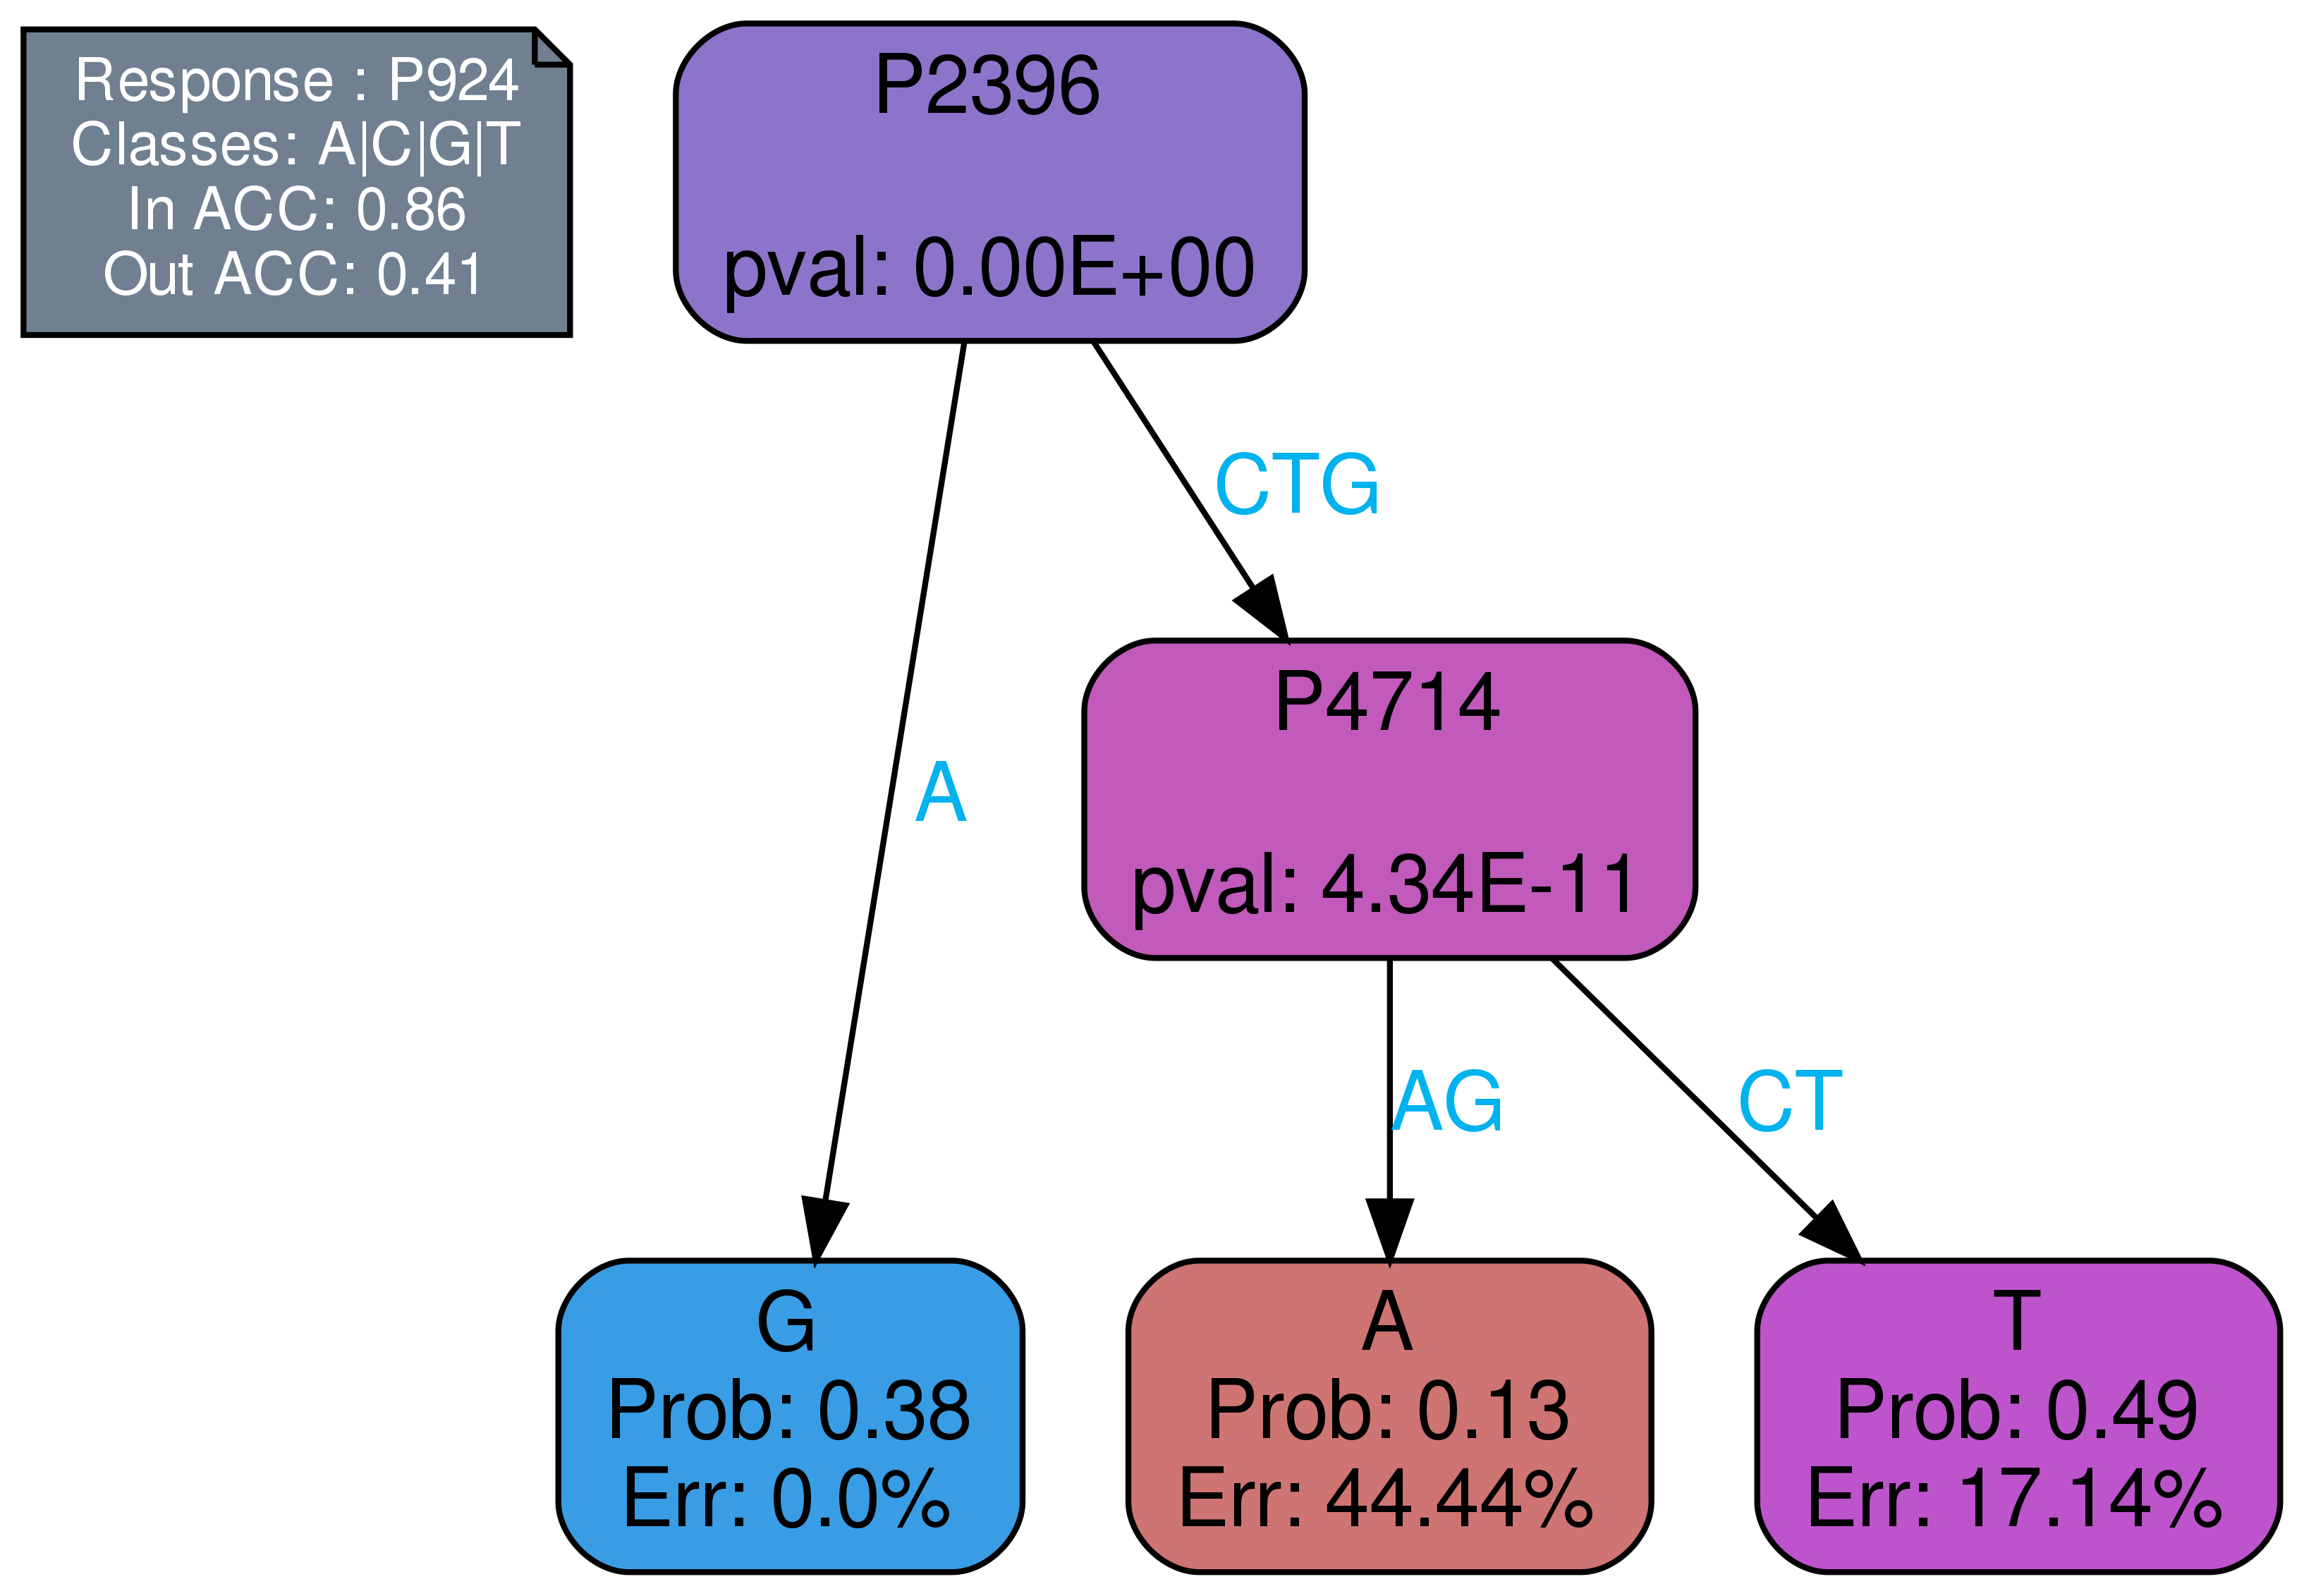 Response : P924
Classes: A|C|G|T
In ACC: 0.86
Out ACC: 0.41
P2396
pval: 0.00E+00
CTG
A
P4714
pval: 4.34E-11
AG
CT
G
Prob: 0.38
Err: 0.0%
A
Prob: 0.13
Err: 44.44%
T
Prob: 0.49
Err: 17.14%